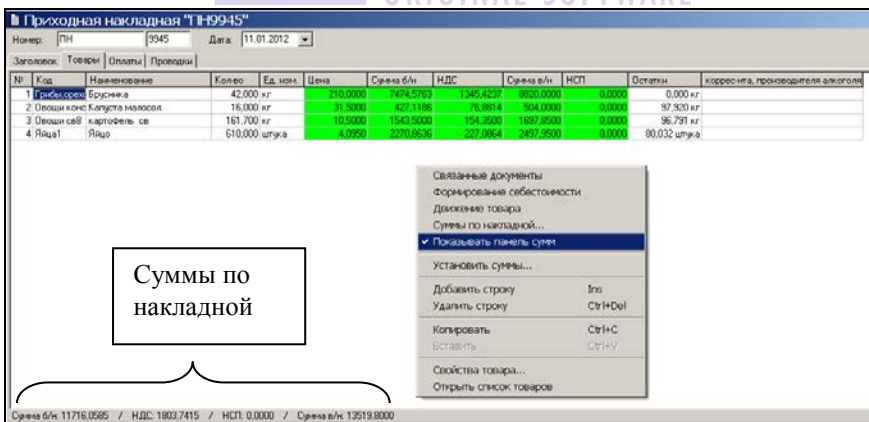 ORIGINAL SOFTWARE
Приходная накладная "ПН9945"
Номер: ПН 9945 Дата: 11.01.2012
Заголовок Товары Оплаты Проводки
№ Код Наименование Кол-во Ед. изм. Цена Сумма б/н НДС Сумма в/н НСП Остатки коррес-нта, производителя алкоголя
1 Грибы,орехи Брусника 42,000 кг 210,0000 7474,5763 1345,4237 8820,0000 0,0000 0,000 кг
2 Овощи конс Капуста малосол. 16,000 кг 31,5000 427,1186 76,8814 504,0000 0,0000 97,920 кг
3 Овощи св8 картофель св 161,700 кг 10,5000 1543,5000 154,3500 1697,8500 0,0000 96,791 кг
4 Яйца1 Яйцо 610,000 штука 4,0950 2270,8636 227,0864 2497,9500 0,0000 80,032 штука
Связанные документы
Формирование себестоимости
Движение товара
Суммы по накладной...
Показывать панель сумм
Установить суммы...
Добавить строку Ins
Удалить строку Ctrl+Del
Копировать Ctrl+C
Вставить Ctrl+V
Свойства товара...
Открыть список товаров
Суммы по
накладной
Сумма б/н: 11716,0585 / НДС: 1803,7415 / НСП: 0,0000 / Сумма в/н: 13519,8000